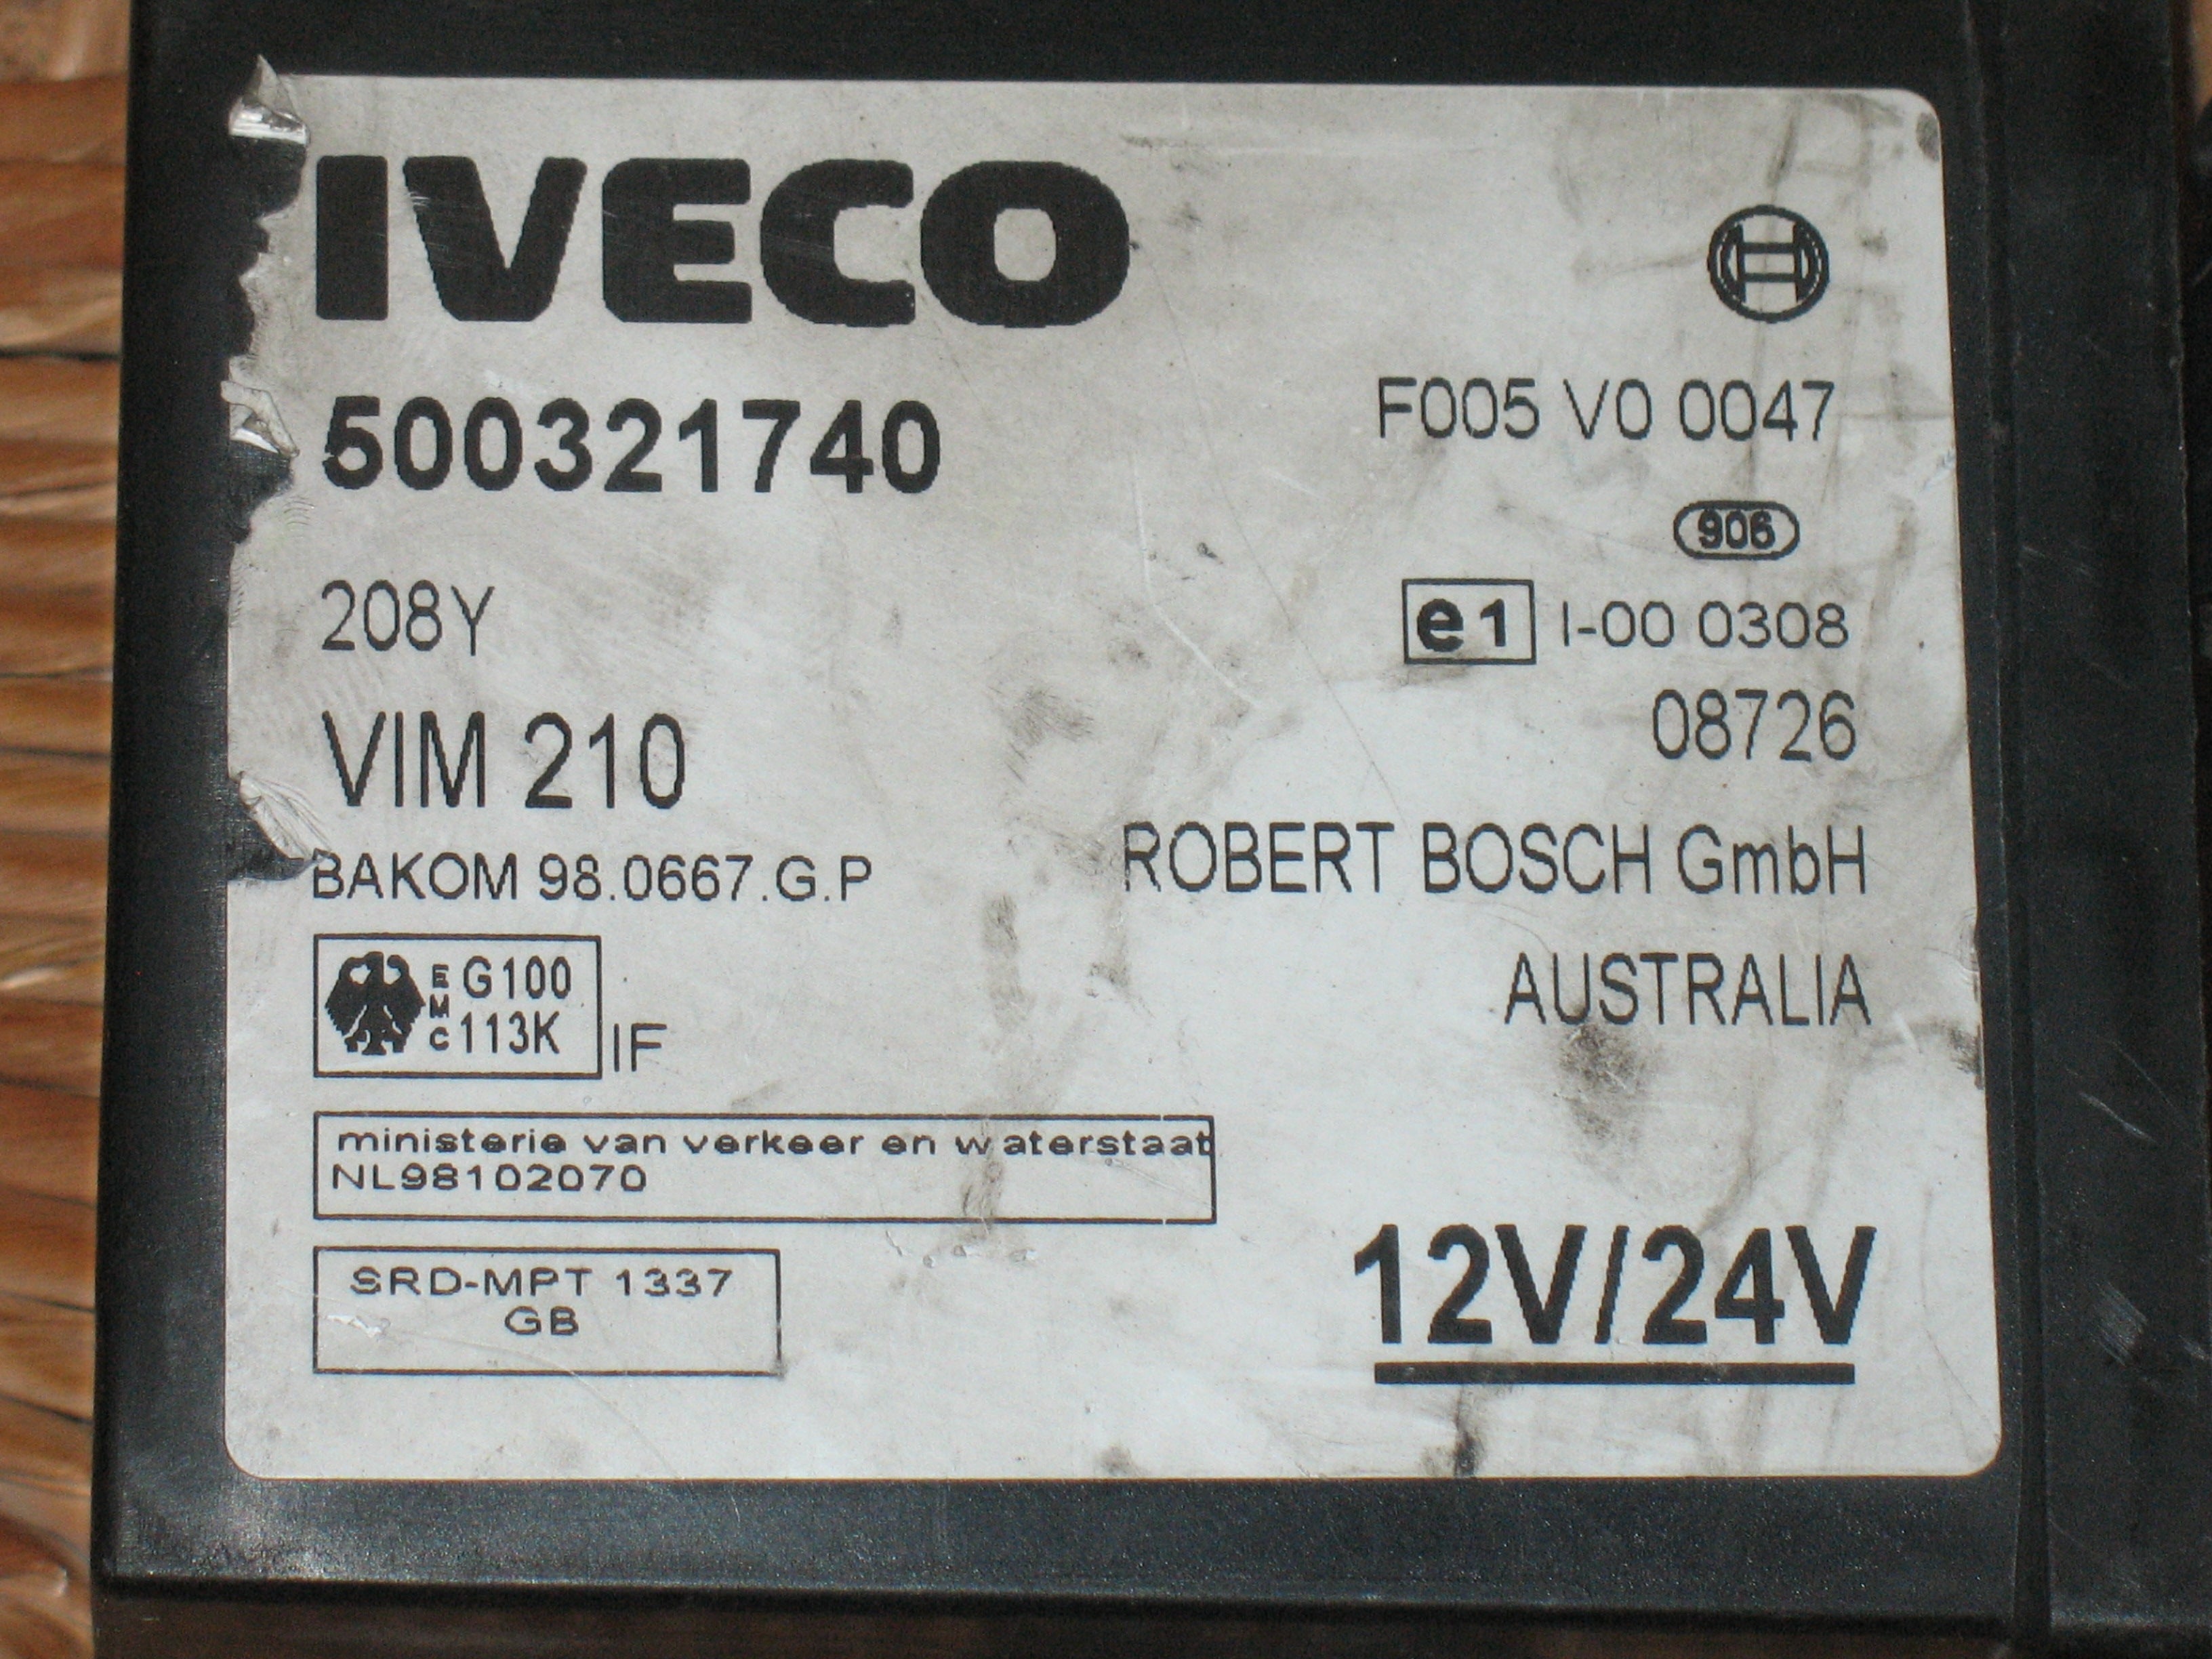 IVECO
500321740
F005 V0 0047
906
208Y
e1 I-00 0308
VIM 210
08726
BAKOM 98.0667.G.P
ROBERT BOSCH GmbH
AUSTRALIA
EMC G100
113K
IF
ministerie van verkeer en waterstaat
NL98102070
SRD-MPT 1337
GB
12V/24V